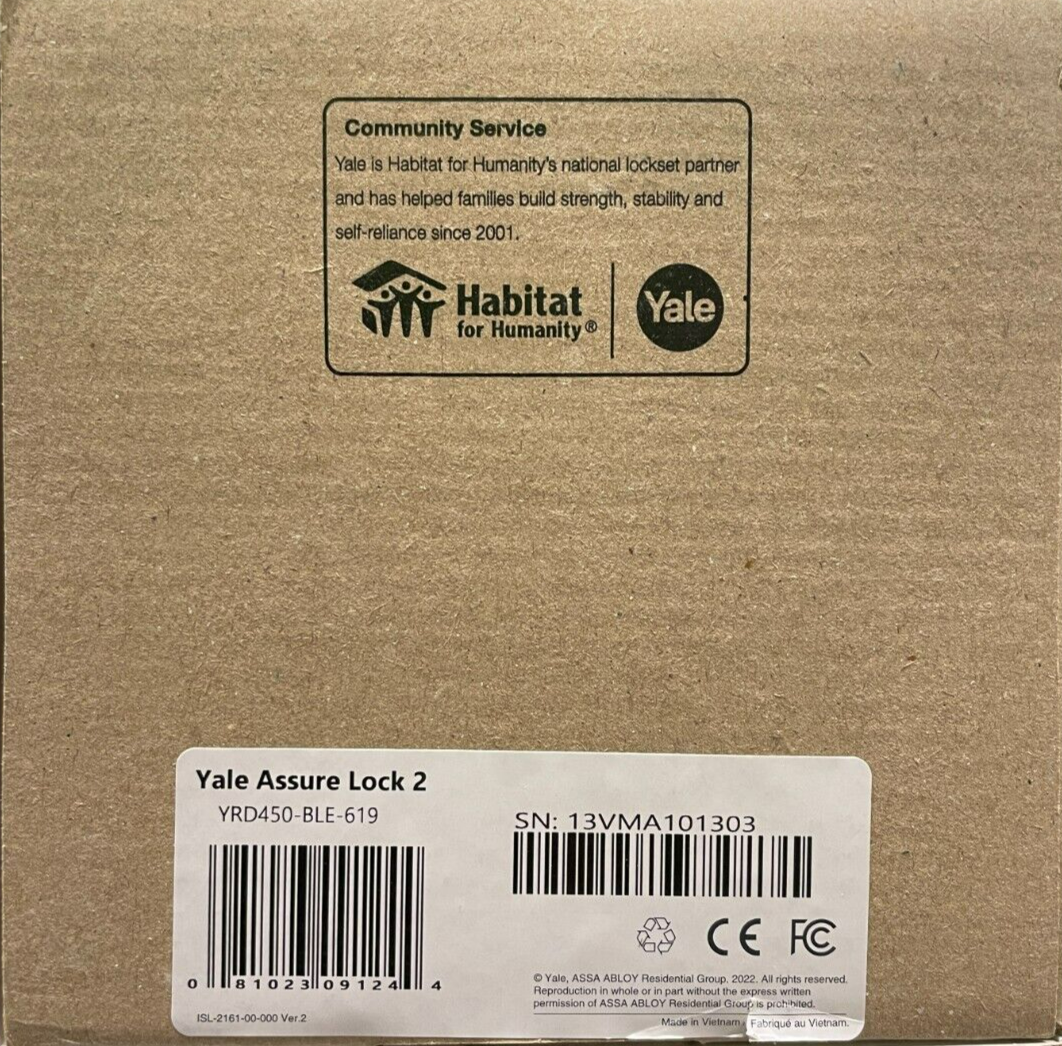 Community Service
Yale is Habitat for Humanity's national lockset partner
and has helped families build strength, stability and
self-reliance since 2001.
Habitat
for Humanity®
Yale
Yale Assure Lock 2
YRD450-BLE-619
SN: 13VMA101303
0 81023 09124 4
CE FC
© Yale, ASSA ABLOY Residential Group. 2022. All rights reserved.
Reproduction in whole or in part without the express written
permission of ASSA ABLOY Residential Group is prohibited.
ISL-2161-00-000 Ver.2
Made in Vietnam. Fabriqué au Vietnam.